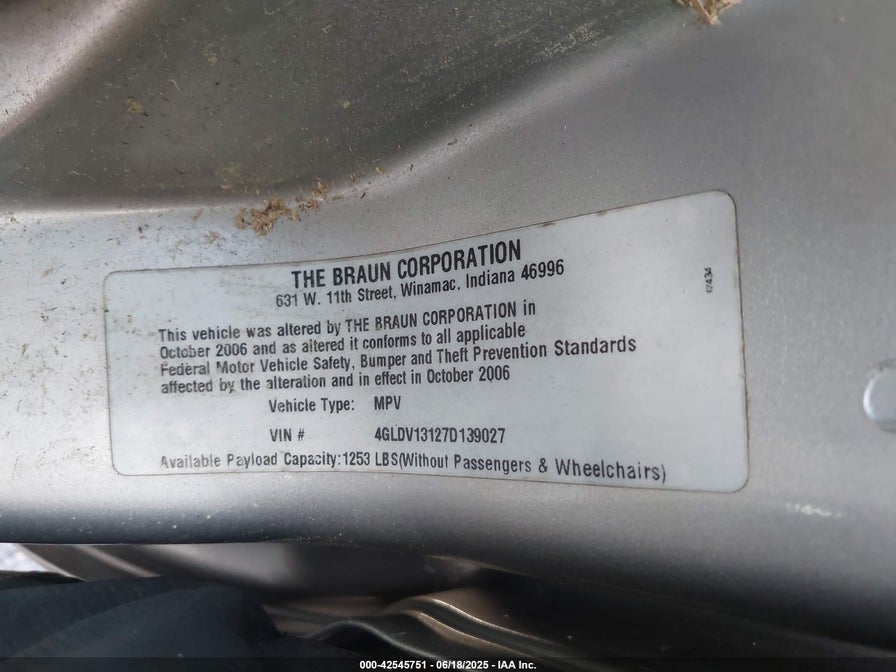 THE BRAUN CORPORATION
631 W. 11th Street, Winamac, Indiana 46996
This vehicle was altered by THE BRAUN CORPORATION in
October 2006 and as altered it conforms to all applicable
Federal Motor Vehicle Safety, Bumper and Theft Prevention Standards
affected by the alteration and in effect in October 2006
Vehicle Type: MPV
VIN # 4GLDV13127D139027
Available Payload Capacity:1253 LBS(Without Passengers & Wheelchairs)
000-42545751 - 06/18/2025 - IAA Inc.